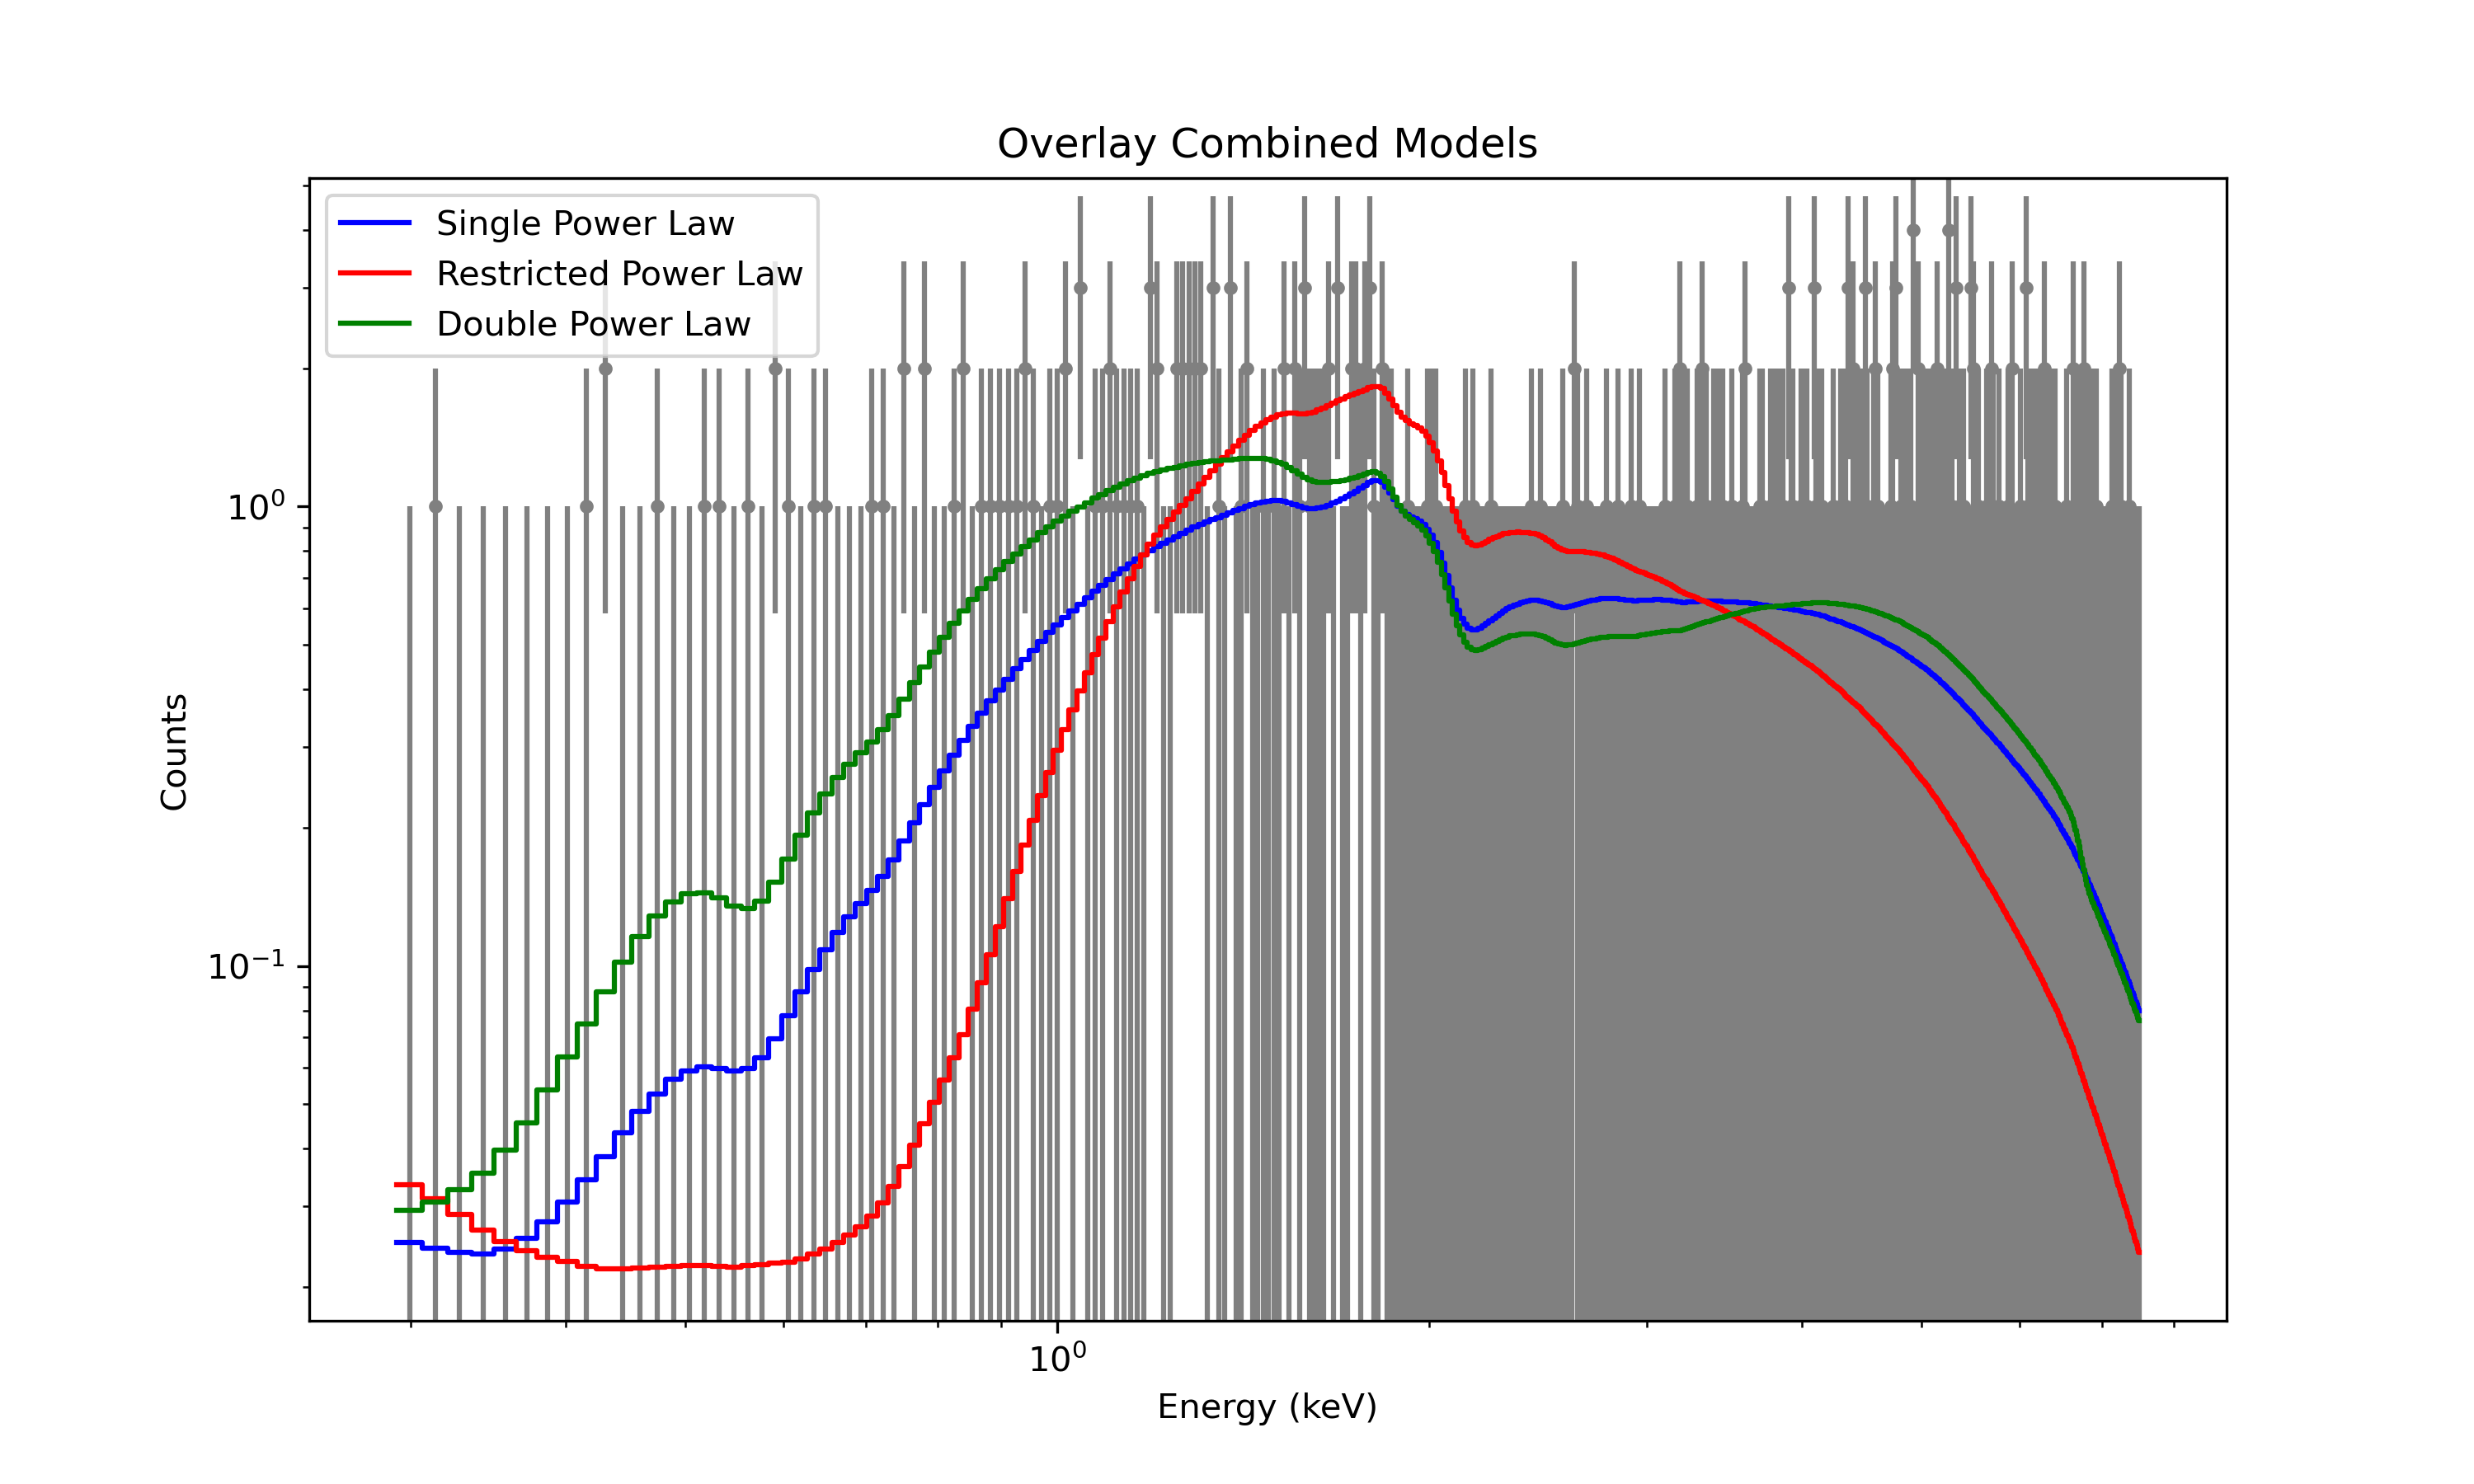 Overlay Combined Models
Single Power Law
Restricted Power Law
Double Power Law
10⁰
10⁻¹
Counts
10⁰
Energy (keV)